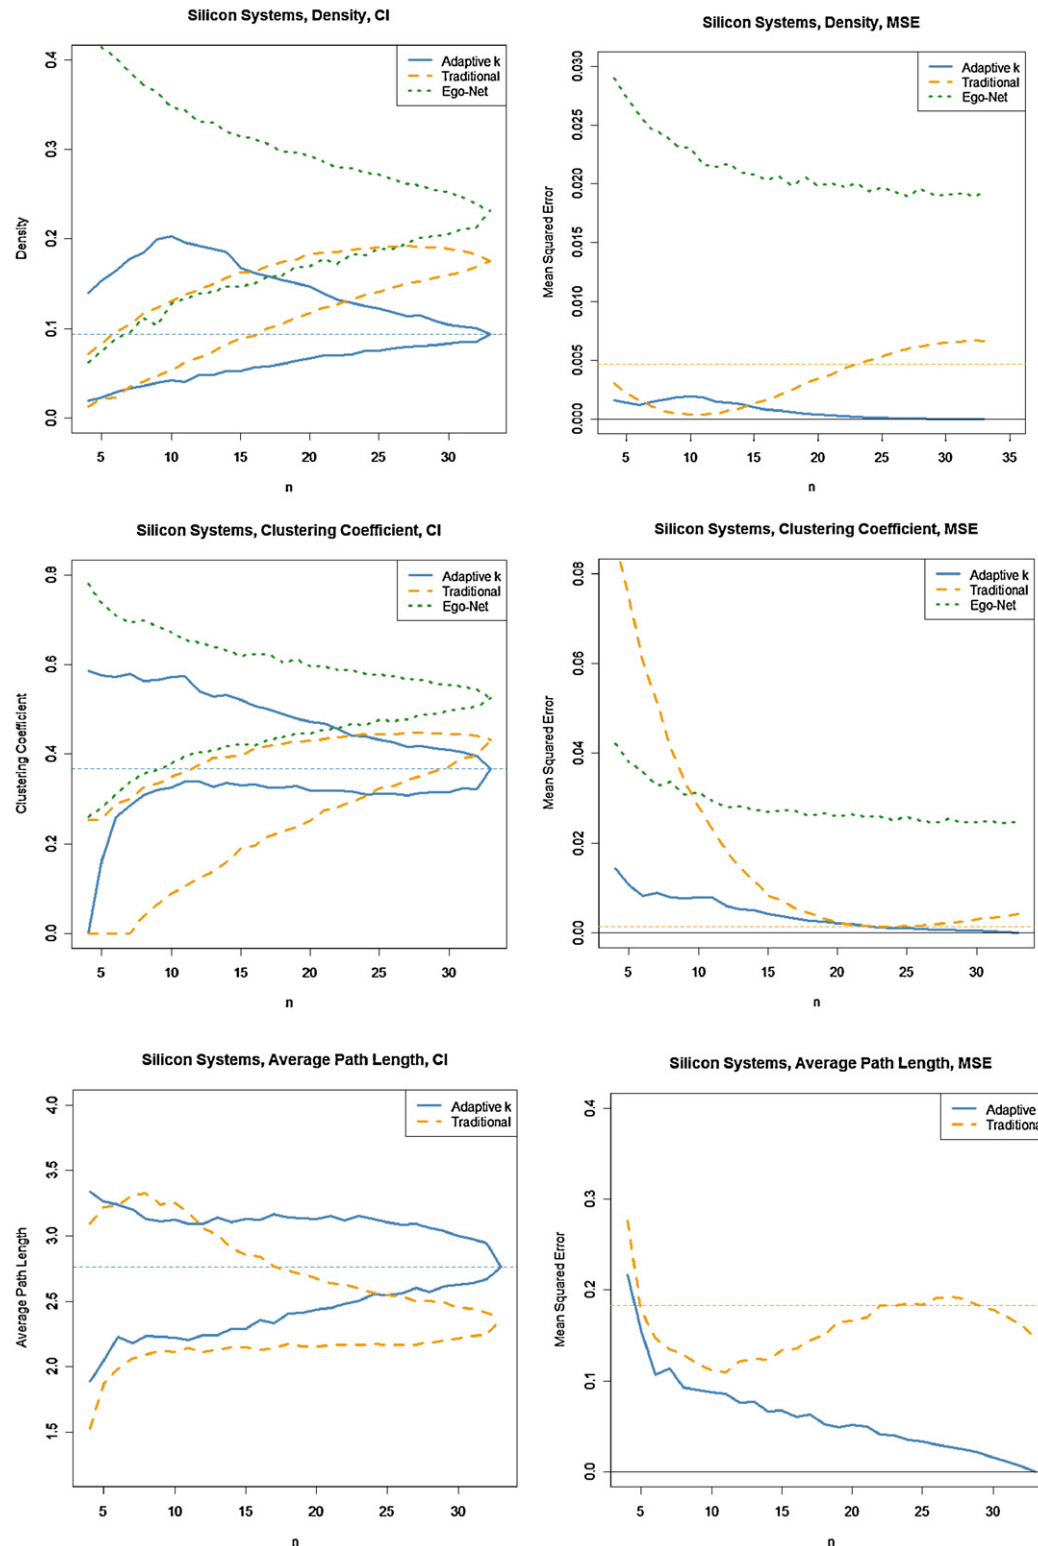 Silicon Systems, Density, CI
Adaptive k
Traditional
Ego-Net
Density
0.0
0.1
0.2
0.3
0.4
5
10
15
20
25
30
n
Silicon Systems, Density, MSE
Adaptive k
Traditional
Ego-Net
Mean Squared Error
0.000
0.005
0.010
0.015
0.020
0.025
0.030
5
10
15
20
25
30
35
n
Silicon Systems, Clustering Coefficient, CI
Adaptive k
Traditional
Ego-Net
Clustering Coefficient
0.0
0.2
0.4
0.6
0.8
5
10
15
20
25
30
n
Silicon Systems, Clustering Coefficient, MSE
Adaptive k
Traditional
Ego-Net
Mean Squared Error
0.00
0.02
0.04
0.06
0.08
5
10
15
20
25
30
n
Silicon Systems, Average Path Length, CI
Adaptive k
Traditional
Average Path Length
1.5
2.0
2.5
3.0
3.5
4.0
5
10
15
20
25
30
n
Silicon Systems, Average Path Length, MSE
Adaptive
Traditiona
Mean Squared Error
0.0
0.1
0.2
0.3
0.4
5
10
15
20
25
30
n